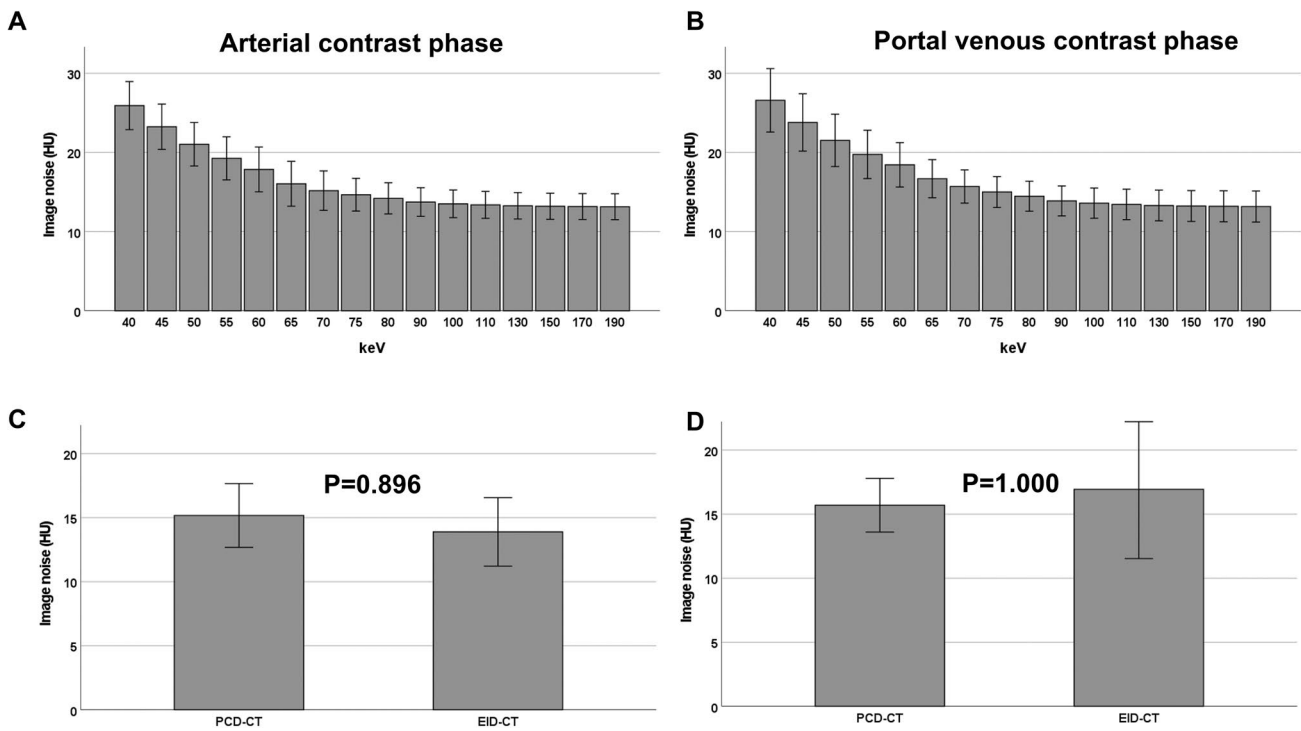 A
Arterial contrast phase
Image noise (HU)
30
20
10
0
40 45 50 55 60 65 70 75 80 90 100 110 130 150 170 190
keV
B
Portal venous contrast phase
Image noise (HU)
30
20
10
0
40 45 50 55 60 65 70 75 80 90 100 110 130 150 170 190
keV
C
P=0.896
Image noise (HU)
20
15
10
5
0
PCD-CT EID-CT
D
P=1.000
Image noise (HU)
20
15
10
5
0
PCD-CT EID-CT